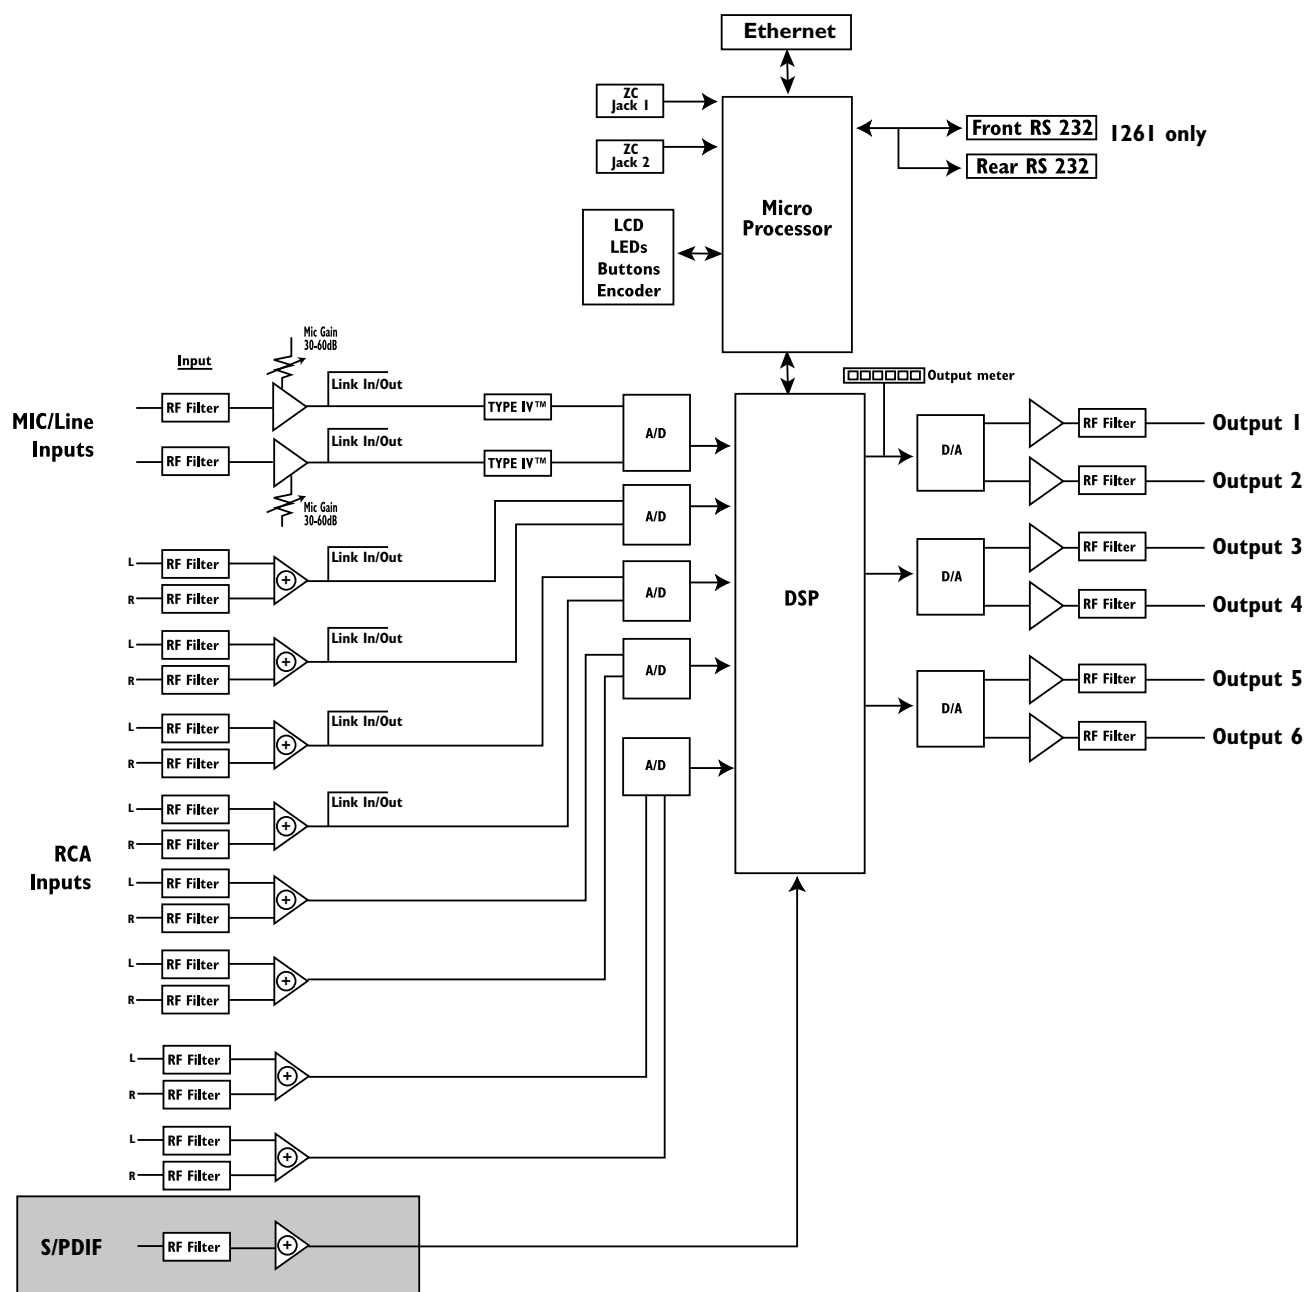 Ethernet
ZC
Jack 1
ZC
Jack 2
Front RS 232
1261 only
Rear RS 232
Micro
Processor
LCD
LEDs
Buttons
Encoder
Mic Gain
30-60dB
Input
Link In/Out
Output meter
RF Filter
TYPE IV™
A/D
MIC/Line
Inputs
Link In/Out
RF Filter
TYPE IV™
D/A
RF Filter
Output 1
RF Filter
Output 2
Mic Gain
30-60dB
A/D
L
RF Filter
Link In/Out
R
RF Filter
A/D
DSP
D/A
RF Filter
Output 3
RF Filter
Output 4
L
RF Filter
Link In/Out
R
RF Filter
A/D
D/A
RF Filter
Output 5
RF Filter
Output 6
L
RF Filter
Link In/Out
R
RF Filter
A/D
L
RF Filter
Link In/Out
R
RF Filter
RCA
Inputs
L
RF Filter
R
RF Filter
L
RF Filter
R
RF Filter
L
RF Filter
R
RF Filter
L
RF Filter
R
RF Filter
S/PDIF
RF Filter